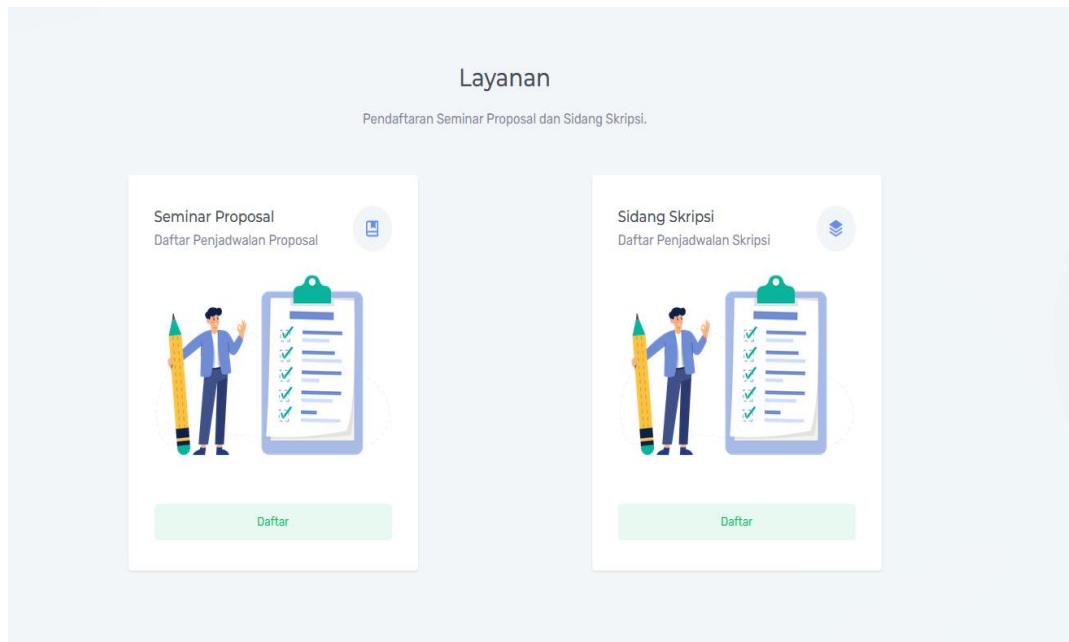 Layanan
Pendaftaran Seminar Proposal dan Sidang Skripsi.
Seminar Proposal
Daftar Penjadwalan Proposal
Daftar
Sidang Skripsi
Daftar Penjadwalan Skripsi
Daftar